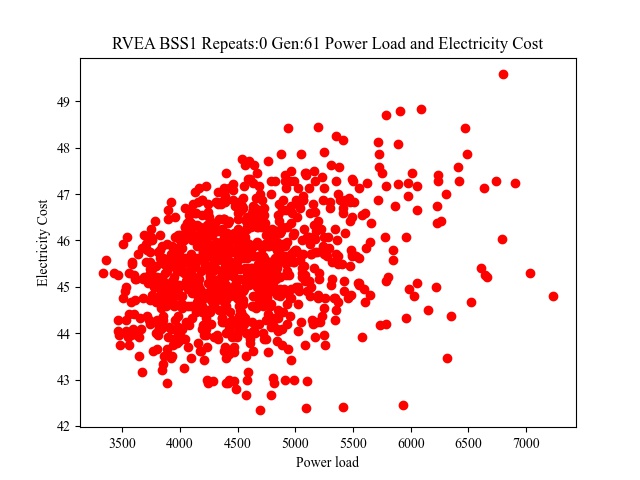 RVEA BSS1 Repeats:0 Gen:61 Power Load and Electricity Cost
Electricity Cost
49
48
47
46
45
44
43
42
3500 4000 4500 5000 5500 6000 6500 7000
Power load